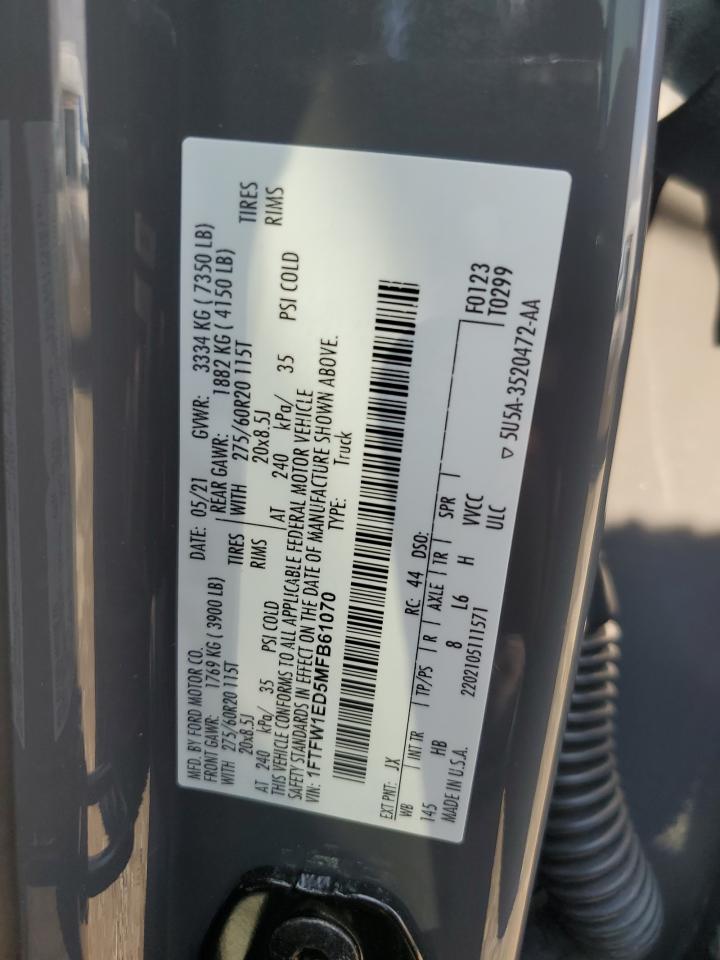 MFD. BY FORD MOTOR CO.
DATE: 05/21 GVWR: 3334 KG ( 7350 LB)
FRONT GAWR: 1769 KG ( 3900 LB) REAR GAWR: 1882 KG ( 4150 LB)
WITH 275/60R20 115T TIRES WITH 275/60R20 115T TIRES
20x8.5J RIMS 20x8.5J RIMS
AT 240 kPa/ 35 PSI COLD AT 240 kPa/ 35 PSI COLD
THIS VEHICLE CONFORMS TO ALL APPLICABLE FEDERAL MOTOR VEHICLE
SAFETY STANDARDS IN EFFECT ON THE DATE OF MANUFACTURE SHOWN ABOVE.
VIN: 1FTFW1ED5MFB61070 TYPE: Truck
EXT PNT: JX RC: 44 DSO: F0123
WB INT TR TP/PS R AXLE TR SPR T0299
145 HB 8 L6 H VVCC
MADE IN U.S.A. 2202105111571 ULC
▽ 5U5A-3520472-AA